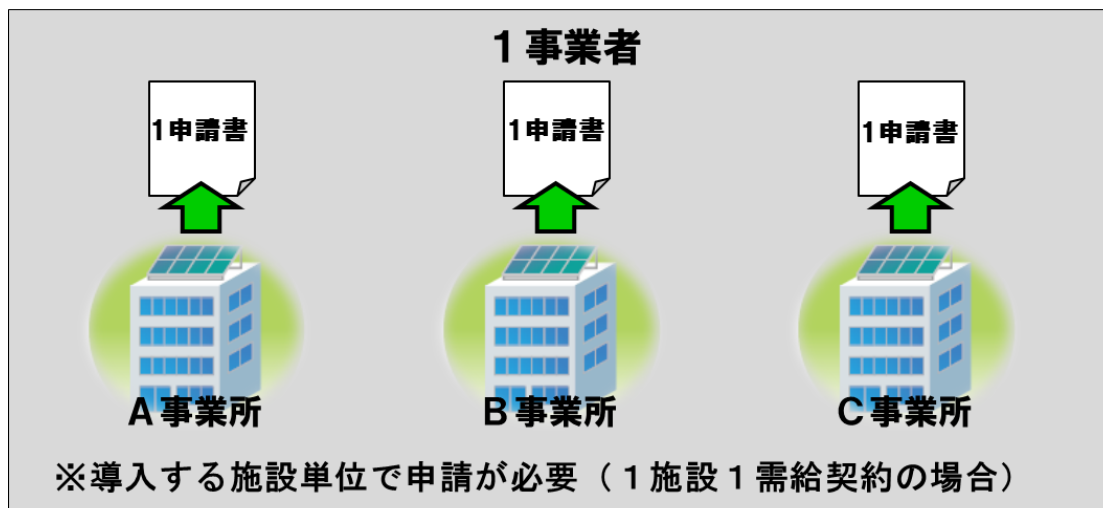 １事業者
1申請書
1申請書
1申請書
Ａ事業所
Ｂ事業所
Ｃ事業所
※導入する施設単位で申請が必要（１施設１需給契約の場合）